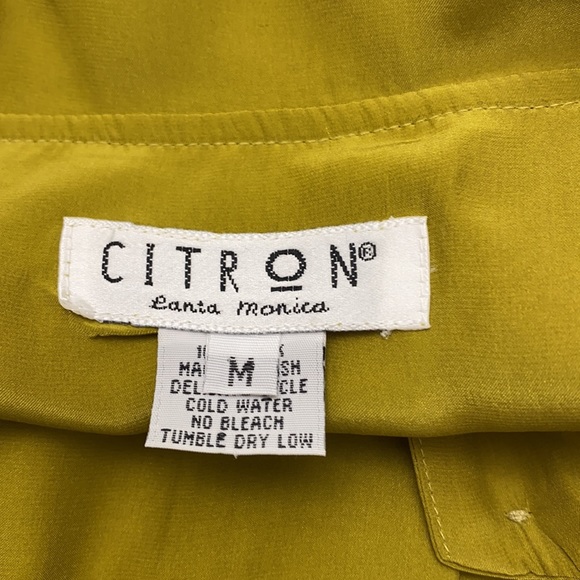 CITRON®
Santa Monica
M
COLD WATER
NO BLEACH
TUMBLE DRY LOW